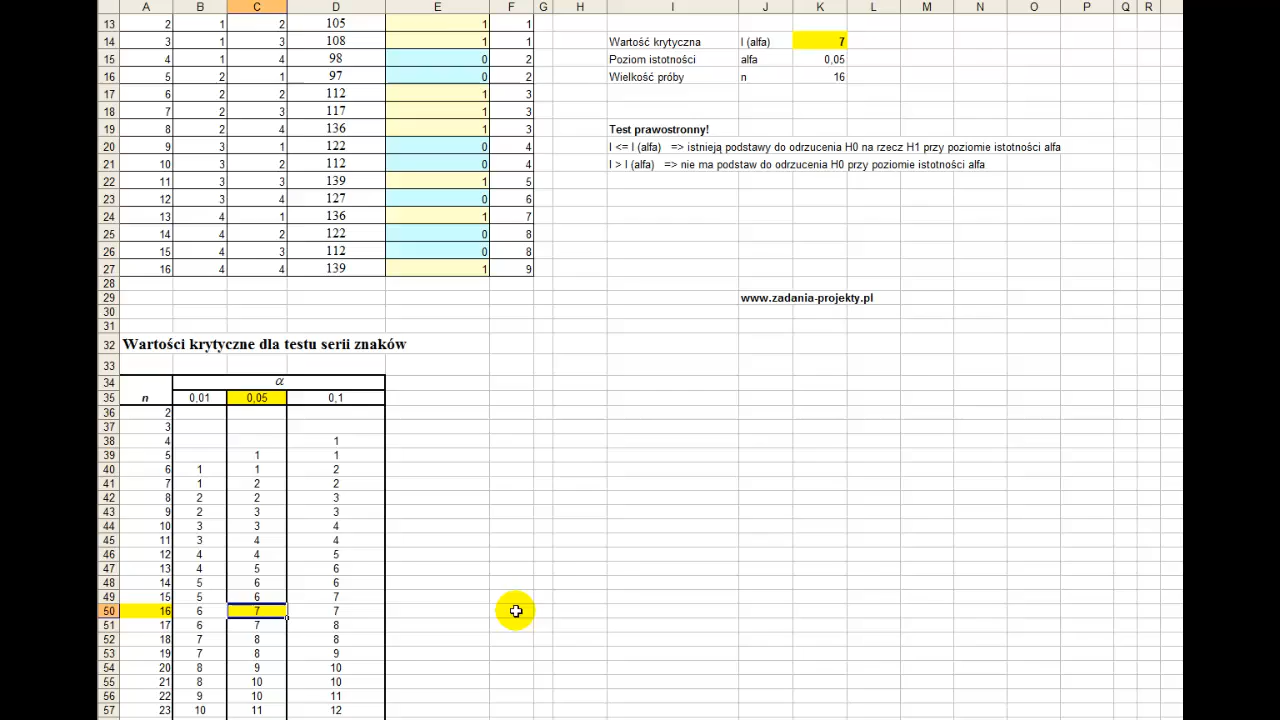 A B C D E F G H I J K L M N O P Q R
13 2 1 2 105 1 1
14 3 1 3 108 1 1 Wartość krytyczna l (alfa) 7
15 4 1 4 98 0 2 Poziom istotności alfa 0,05
16 5 2 1 97 0 2 Wielkość próby n 16
17 6 2 2 112 1 3
18 7 2 3 117 1 3
19 8 2 4 136 1 3 Test prawostronny!
20 9 3 1 122 0 4 l <= l (alfa) => istnieją podstawy do odrzucenia H0 na rzecz H1 przy poziomie istotności alfa
21 10 3 2 112 0 4 l > l (alfa) => nie ma podstaw do odrzucenia H0 przy poziomie istotności alfa
22 11 3 3 139 1 5
23 12 3 4 127 0 6
24 13 4 1 136 1 7
25 14 4 2 122 0 8
26 15 4 3 112 0 8
27 16 4 4 139 1 9
28
29 www.zadania-projekty.pl
30
31
32 Wartości krytyczne dla testu serii znaków
33
34 α
35 n 0,01 0,05 0,1
36 2
37 3
38 4 1
39 5 1 1
40 6 1 1 2
41 7 1 2 2
42 8 2 2 3
43 9 2 3 3
44 10 3 3 4
45 11 3 4 4
46 12 4 4 5
47 13 4 5 6
48 14 5 6 6
49 15 5 6 7
50 16 6 7 7
51 17 6 7 8
52 18 7 8 8
53 19 7 8 9
54 20 8 9 10
55 21 8 10 10
56 22 9 10 11
57 23 10 11 12